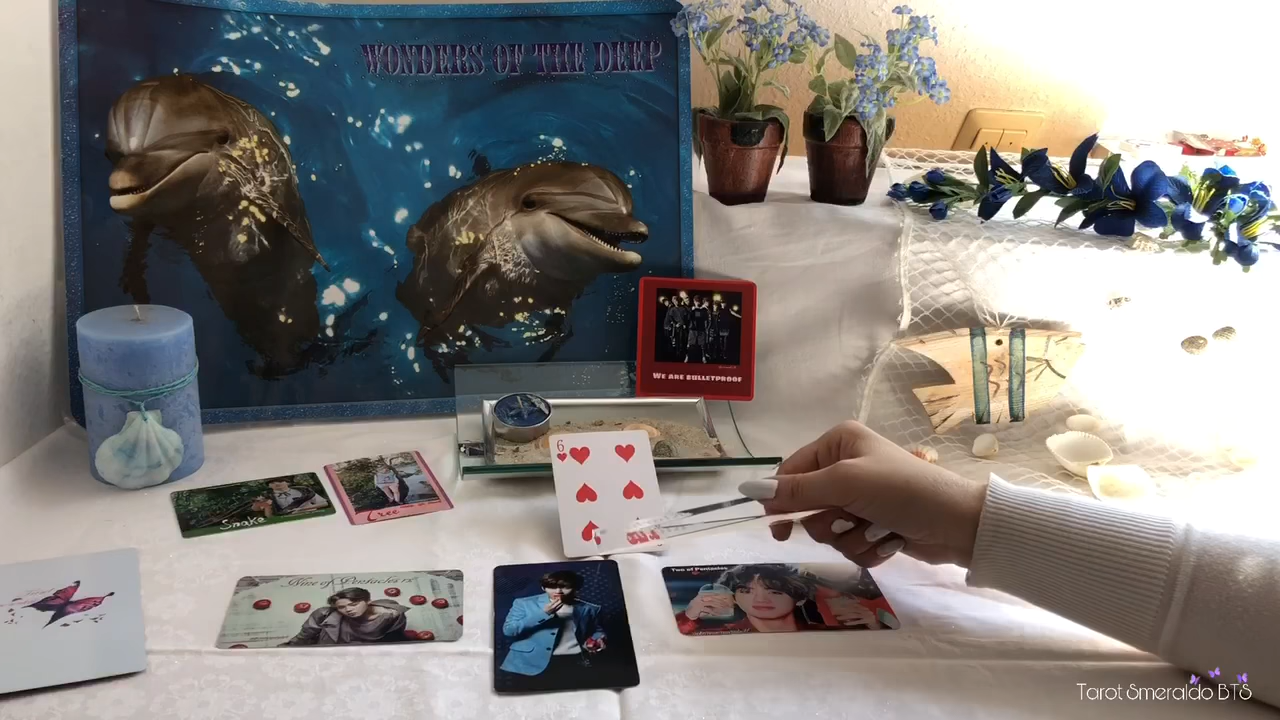 WONDERS OF THE DEEP
WE ARE BULLETPROOF
6
Snake
Tree
Nine of Pentacles rx
Two of Pentacles
Tarot Smeraldo BTS